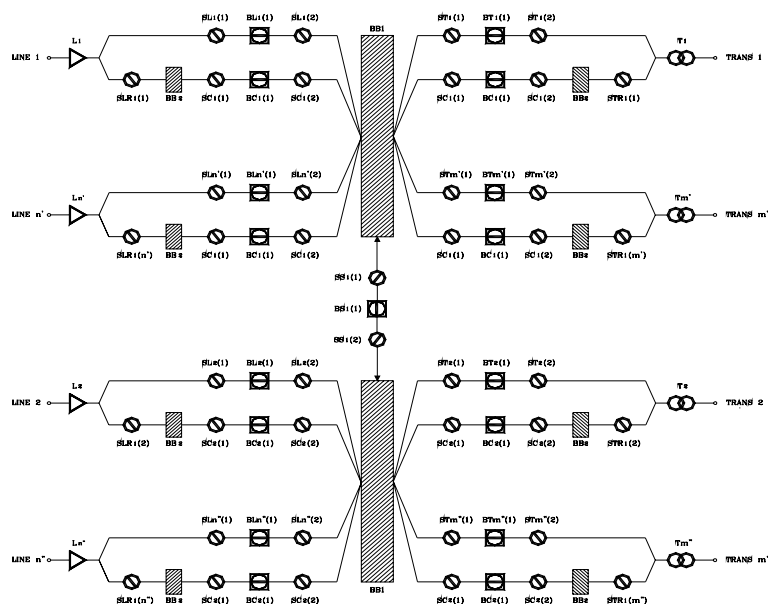 SL1(1) BL1(1) SL1(2) BB1 ST1(1) BT1(1) ST1(2)
L1 T1
LINE 1 TRANS 1
SLR1(1) BB2 SC1(1) BC1(1) SC1(2) SC1(1) BC1(1) SC1(2) BB2 STR1(1)
SLn'(1) BLn'(1) SLn'(2) STm'(1) BTm'(1) STm'(2)
Ln' Tm'
LINE n' TRANS m'
SLR1(n') BB2 SC1(1) BC1(1) SC1(2) SC1(1) BC1(1) SC1(2) BB2 STR1(m')
SS1(1)
BS1(1)
SS1(2)
SL2(1) BL2(1) SL2(2) ST2(1) BT2(1) ST2(2)
L2 T2
LINE 2 TRANS 2
SLR1(2) BB2 SC2(1) BC2(1) SC2(2) SC2(1) BC2(1) SC2(2) BB2 STR1(2)
SLn"(1) BLn"(1) SLn"(2) STm"(1) BTm"(1) STm"(2)
Ln" Tm"
LINE n" TRANS m"
SLR1(n") BB2 SC2(1) BC2(1) SC2(2) BB1 SC2(1) BC2(1) SC2(2) BB2 STR1(m")